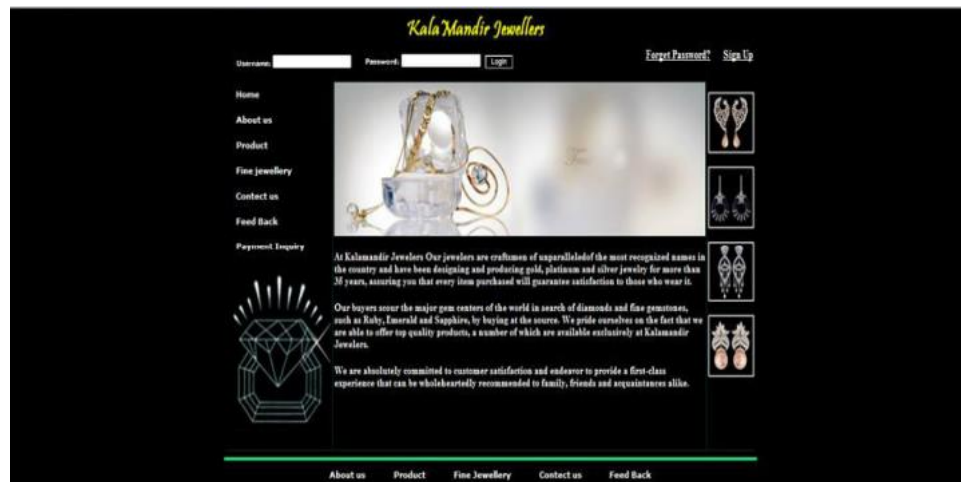 Kala Mandir Jewellers
Username: Password: Login Forget Password? Sign Up
Home
About us
Product
Fine jewellery
Contect us
Feed Back
Payment Inquiry
At Kalamandir Jewelers Our jewelers are craftsmen of unparalleledof the most recognized names in
the country and have been designing and producing gold, platinum and silver jewelry for more than
36 years, assuring you that every item purchased will guarantee satisfaction to those who wear it.
Our buyers scour the major gem centers of the world in search of diamonds and fine gemstones,
such as Ruby, Emerald and Sapphire, by buying at the source. We pride ourselves on the fact that we
are able to offer top quality products, a number of which are available exclusively at Kalamandir
Jewelers.
We are absolutely committed to customer satisfaction and endeavor to provide a first-class
experience that can be wholeheartedly recommended to family, friends and acquaintances alike.
About us Product Fine Jewellery Contect us Feed Back